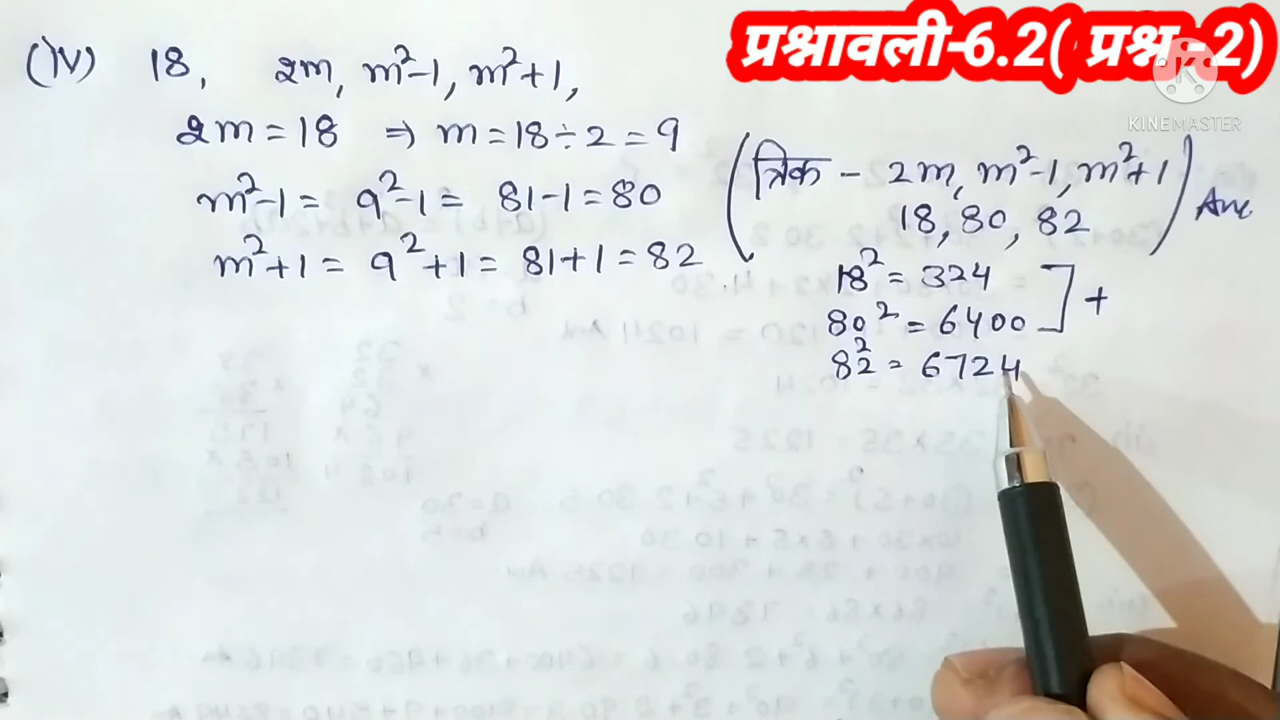 प्रश्नावली-6.2( प्रश्न-2)
KINEMASTER
(iv) 18, 2m, m²-1, m²+1,
2m = 18 ⇒ m = 18÷2 = 9
m²-1 = 9²-1 = 81-1 = 80
m²+1 = 9²+1 = 81+1 = 82
(त्रिक - 2m, m²-1, m²+1)
18, 80, 82 Ans
18² = 324
80² = 6400 ] +
82² = 6724